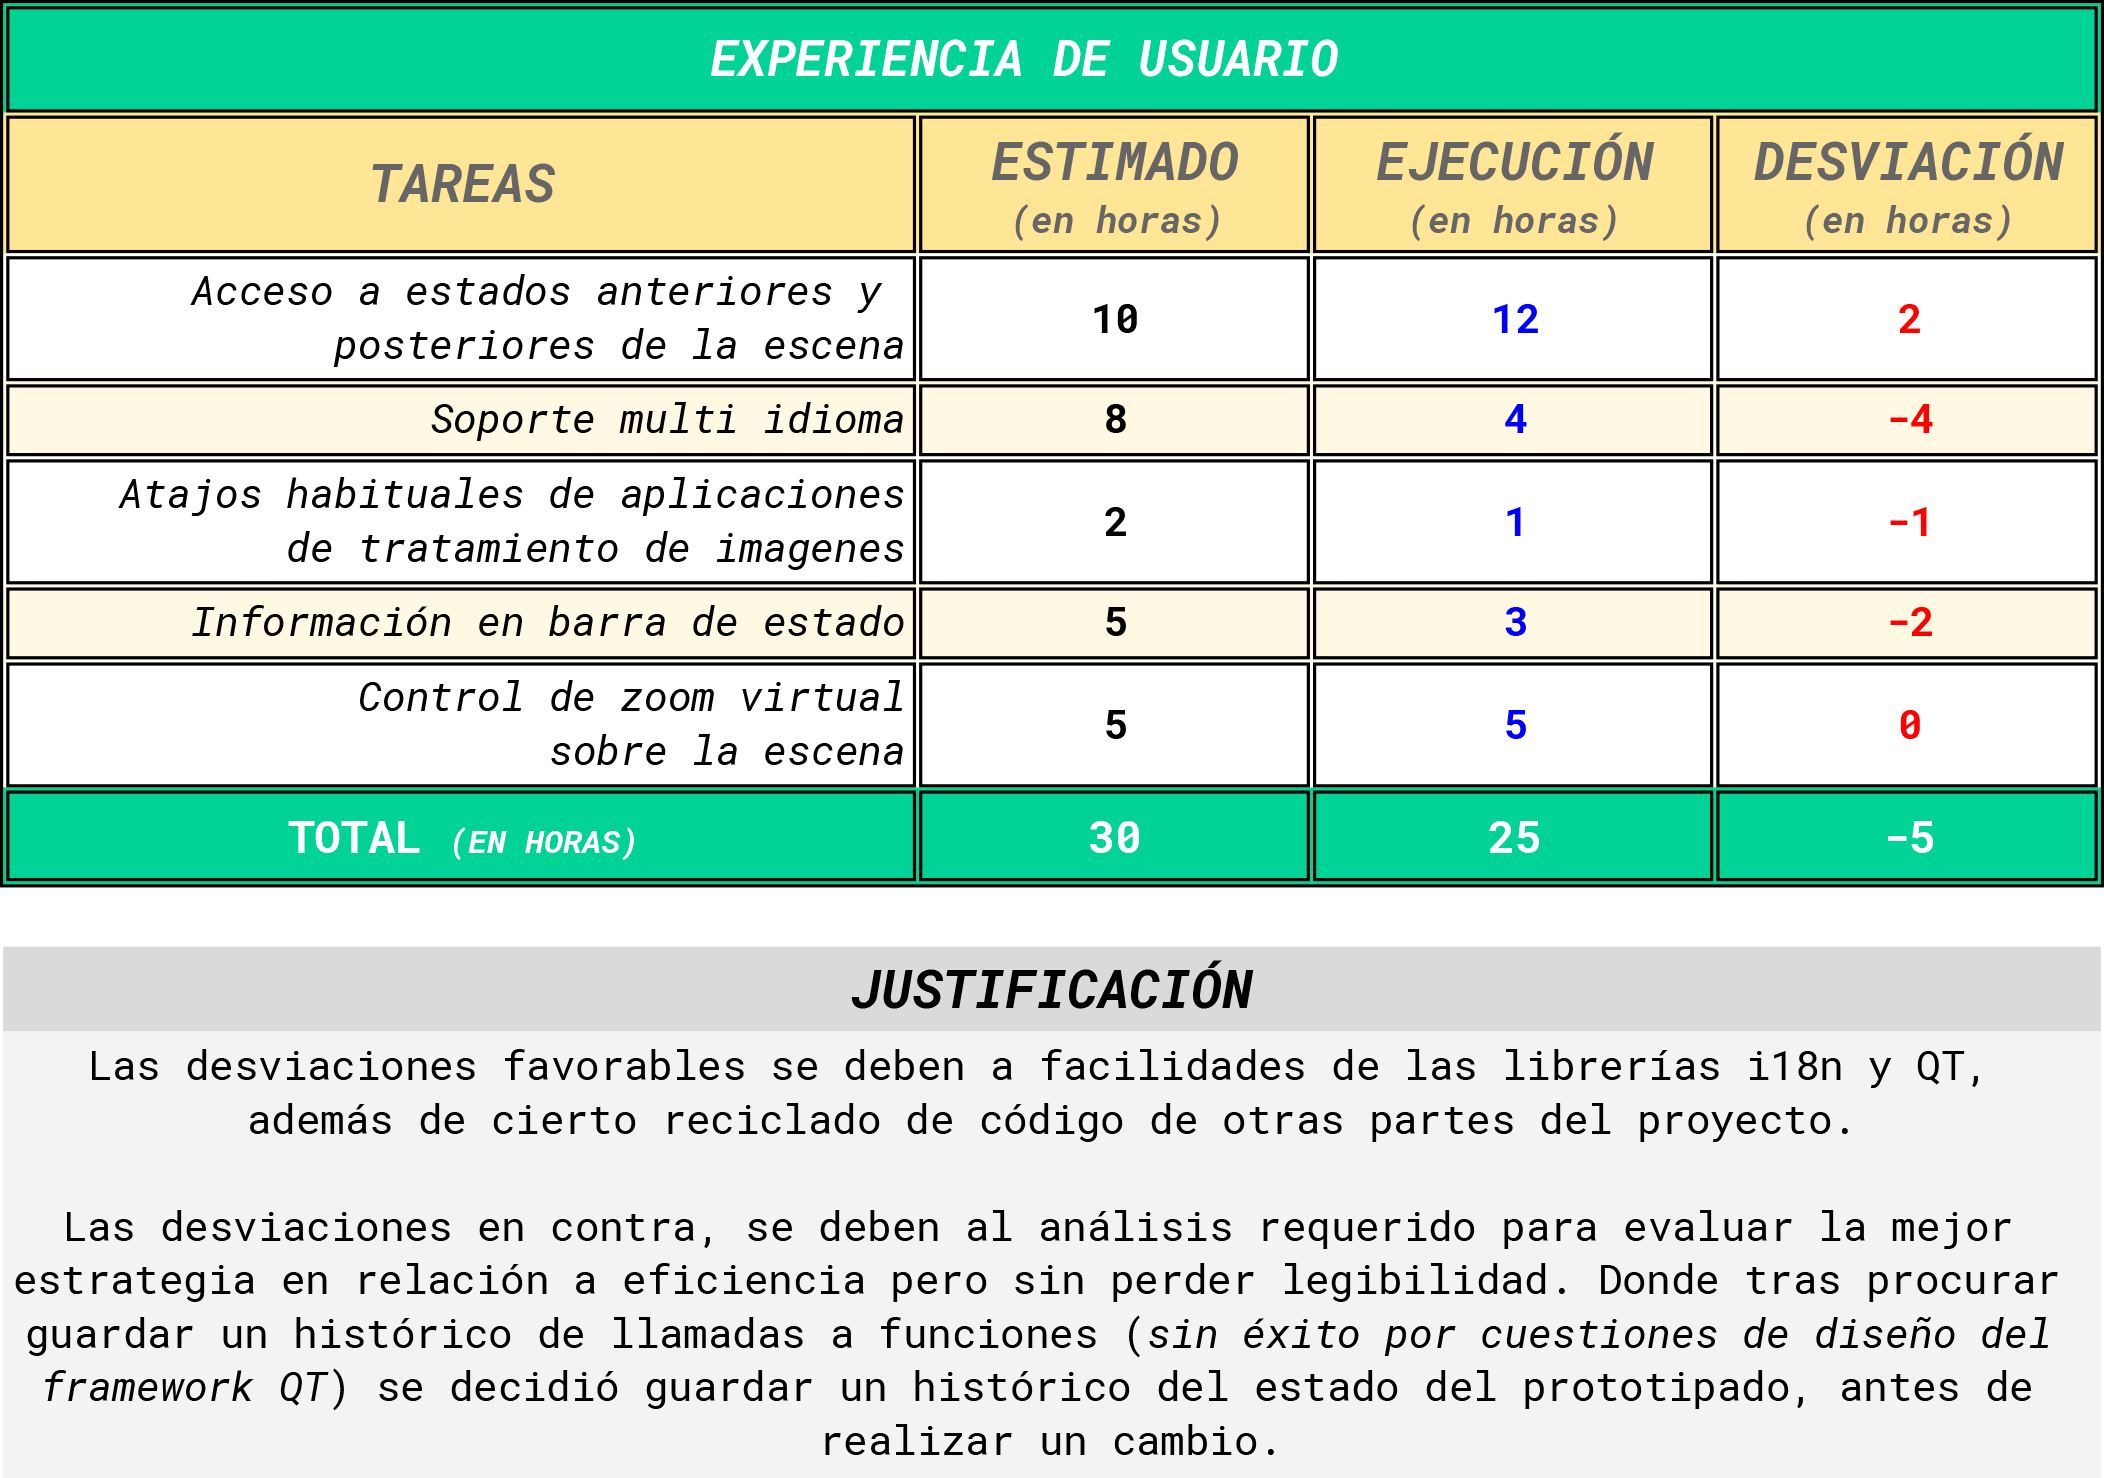 EXPERIENCIA DE USUARIO
TAREAS
ESTIMADO
(en horas)
EJECUCIÓN
(en horas)
DESVIACIÓN
(en horas)
Acceso a estados anteriores y
posteriores de la escena
10
12
2
Soporte multi idioma
8
4
-4
Atajos habituales de aplicaciones
de tratamiento de imagenes
2
1
-1
Información en barra de estado
5
3
-2
Control de zoom virtual
sobre la escena
5
5
0
TOTAL (EN HORAS)
30
25
-5
JUSTIFICACIÓN
Las desviaciones favorables se deben a facilidades de las librerías i18n y QT,
además de cierto reciclado de código de otras partes del proyecto.
Las desviaciones en contra, se deben al análisis requerido para evaluar la mejor
estrategia en relación a eficiencia pero sin perder legibilidad. Donde tras procurar
guardar un histórico de llamadas a funciones (sin éxito por cuestiones de diseño del
framework QT) se decidió guardar un histórico del estado del prototipado, antes de
realizar un cambio.